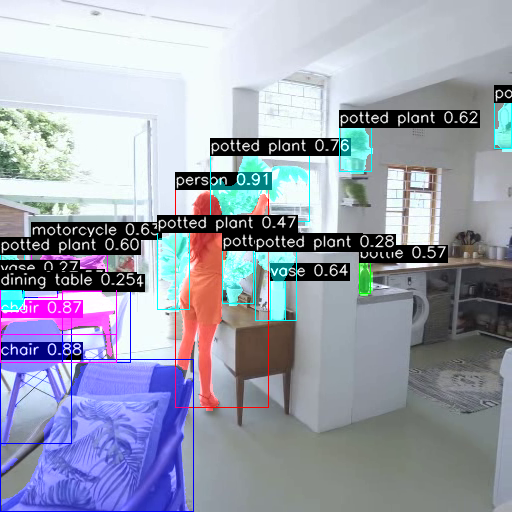 po
potted plant 0.62
potted plant 0.76
person 0.91
potted plant 0.47
motorcycle 0.63
potted plant 0.60
pott
potted plant 0.28
bottle 0.57
vase 0.27
vase 0.64
dining table 0.254
chair 0.87
chair 0.88